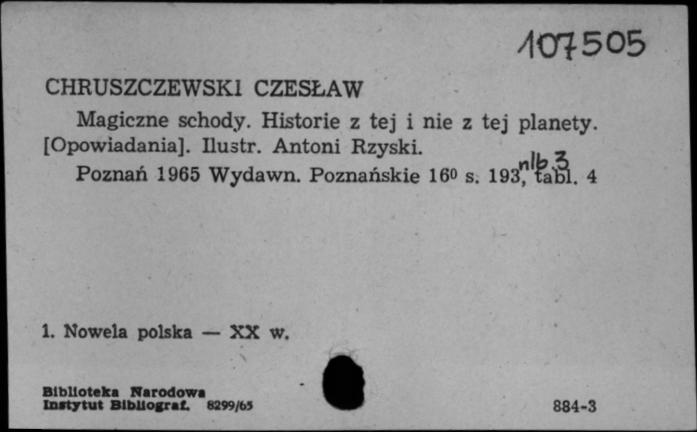 107505
CHRUSZCZEWSKI CZESŁAW
Magiczne schody. Historie z tej i nie z tej planety.
[Opowiadania]. Ilustr. Antoni Rzyski.
nlb. 3
Poznań 1965 Wydawn. Poznańskie 16⁰ s. 193, tabl. 4
1. Nowela polska — XX w.
Biblioteka Narodowa
Instytut Bibliograf. 8299/65
884-3